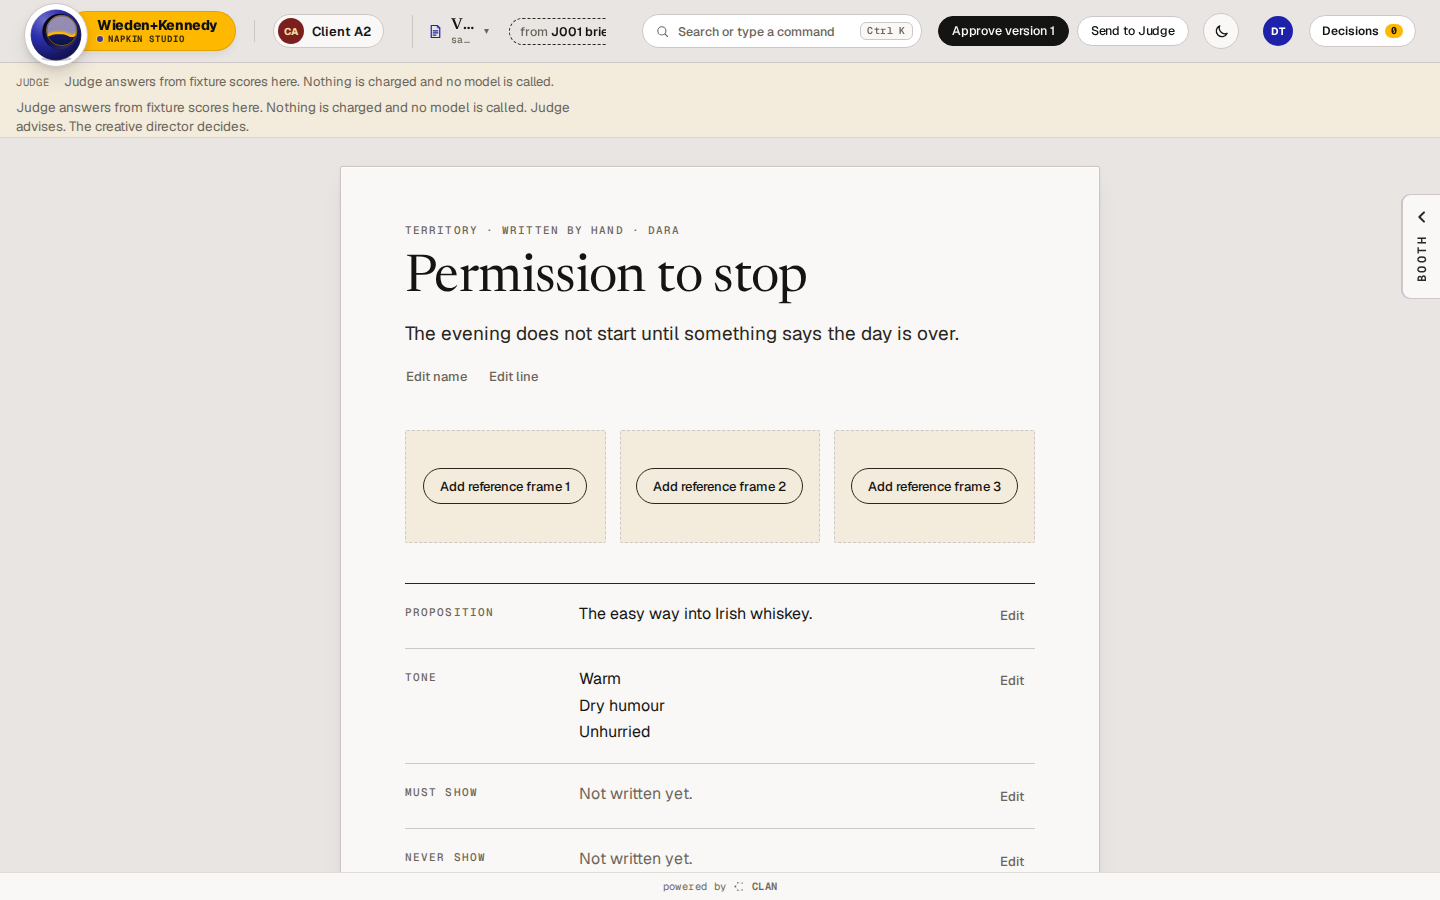 Wieden+Kennedy
NAPKIN STUDIO
CA
Client A2
V...
sa...
from J001 brie
Search or type a command
Ctrl K
Approve version 1
Send to Judge
DT
Decisions 0
JUDGE Judge answers from fixture scores here. Nothing is charged and no model is called.
Judge answers from fixture scores here. Nothing is charged and no model is called. Judge
advises. The creative director decides.
BOOTH
TERRITORY · WRITTEN BY HAND · DARA
Permission to stop
The evening does not start until something says the day is over.
Edit name Edit line
Add reference frame 1
Add reference frame 2
Add reference frame 3
PROPOSITION
The easy way into Irish whiskey.
Edit
TONE
Warm
Edit
Dry humour
Unhurried
MUST SHOW
Not written yet.
Edit
NEVER SHOW
Not written yet.
Edit
powered by CLAN